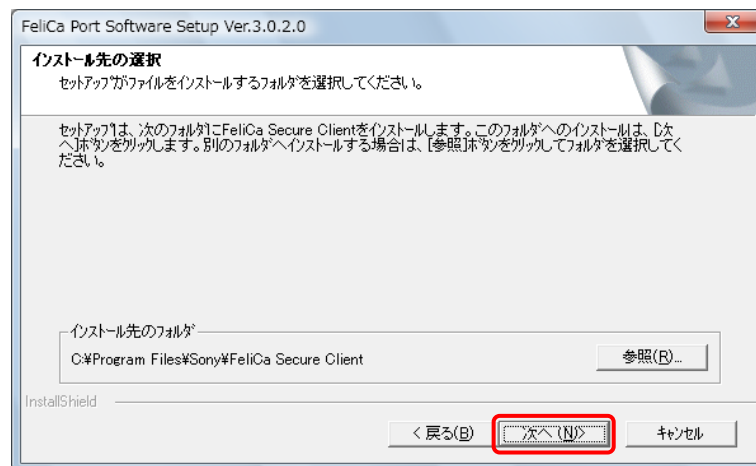 FeliCa Port Software Setup Ver.3.0.2.0
インストール先の選択
セットアップがファイルをインストールするフォルダを選択してください。
セットアップは、次のフォルダにFeliCa Secure Clientをインストールします。このフォルダへのインストールは、[次
へ]ボタンをクリックします。別のフォルダへインストールする場合は、[参照]ボタンをクリックしてフォルダを選択してく
ださい。
インストール先のフォルダ
C:¥Program Files¥Sony¥FeliCa Secure Client
参照(R)...
InstallShield
< 戻る(B)
次へ(N)>
キャンセル